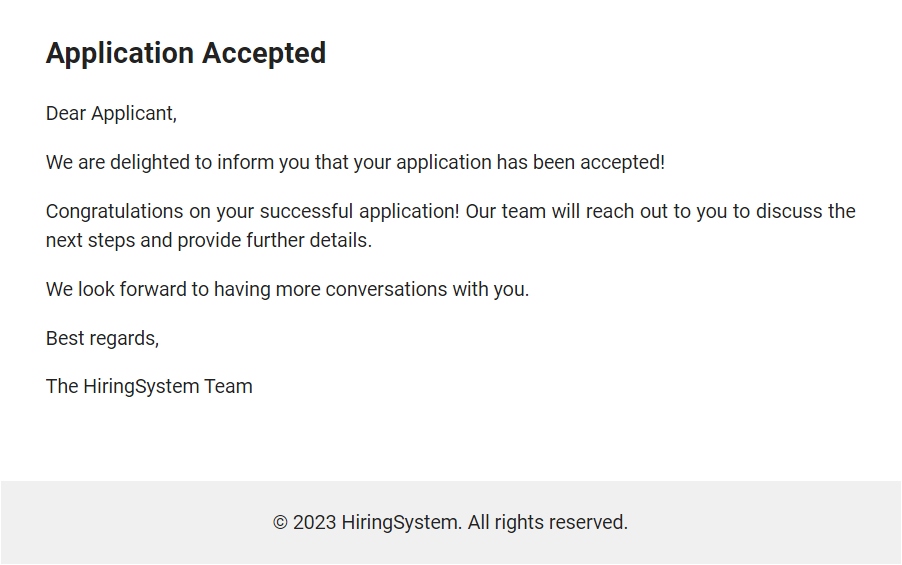 Application Accepted
Dear Applicant,
We are delighted to inform you that your application has been accepted!
Congratulations on your successful application! Our team will reach out to you to discuss the
next steps and provide further details.
We look forward to having more conversations with you.
Best regards,
The HiringSystem Team
© 2023 HiringSystem. All rights reserved.